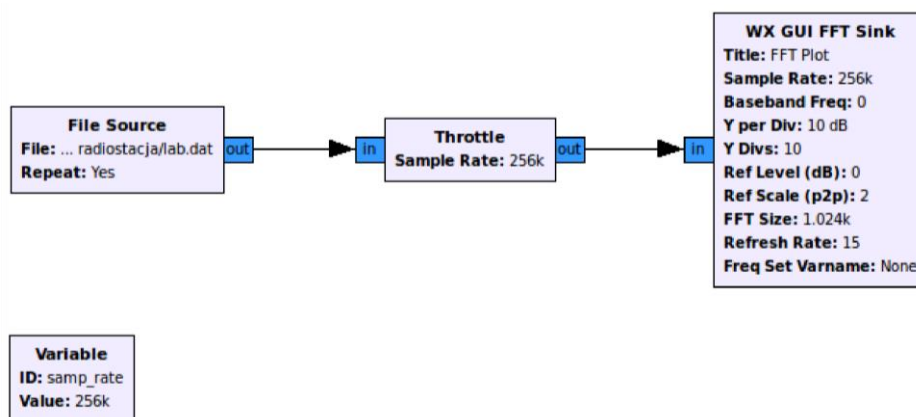 File Source
File: ... radiostacja/lab.dat
Repeat: Yes
out
in
Throttle
Sample Rate: 256k
out
in
WX GUI FFT Sink
Title: FFT Plot
Sample Rate: 256k
Baseband Freq: 0
Y per Div: 10 dB
Y Divs: 10
Ref Level (dB): 0
Ref Scale (p2p): 2
FFT Size: 1.024k
Refresh Rate: 15
Freq Set Varname: None
Variable
ID: samp_rate
Value: 256k